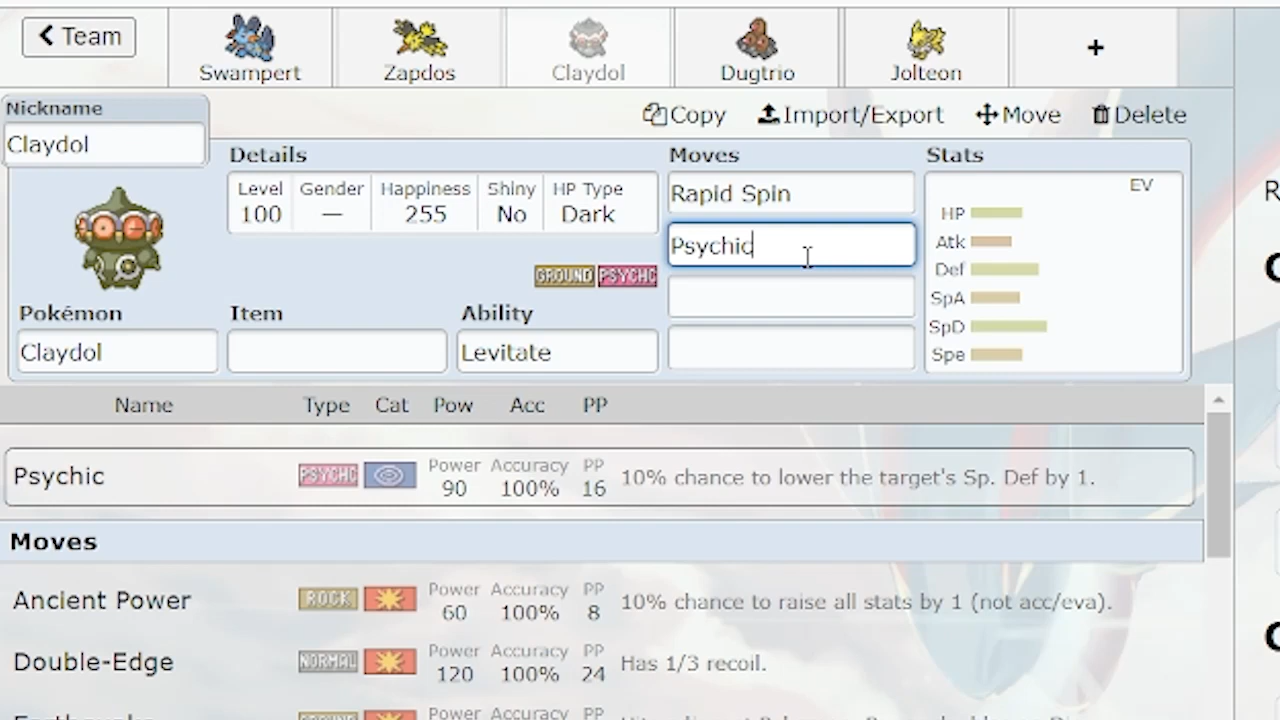 Team
Swampert
Zapdos
Claydol
Dugtrio
Jolteon
+
Nickname
Claydol
Copy
Import/Export
Move
Delete
Details
Moves
Stats
Level
Gender
Happiness
Shiny
HP Type
100
—
255
No
Dark
Rapid Spin
Psychic
EV
HP
Atk
Def
SpA
SpD
Spe
GROUND
PSYCHC
Pokémon
Item
Ability
Claydol
Levitate
Name Type Cat Pow Acc PP
Psychic PSYCHC Power 90 Accuracy 100% PP 16 10% chance to lower the target's Sp. Def by 1.
Moves
Ancient Power ROCK Power 60 Accuracy 100% PP 8 10% chance to raise all stats by 1 (not acc/eva).
Double-Edge NORMAL Power 120 Accuracy 100% PP 24 Has 1/3 recoil.
Power Accuracy PP